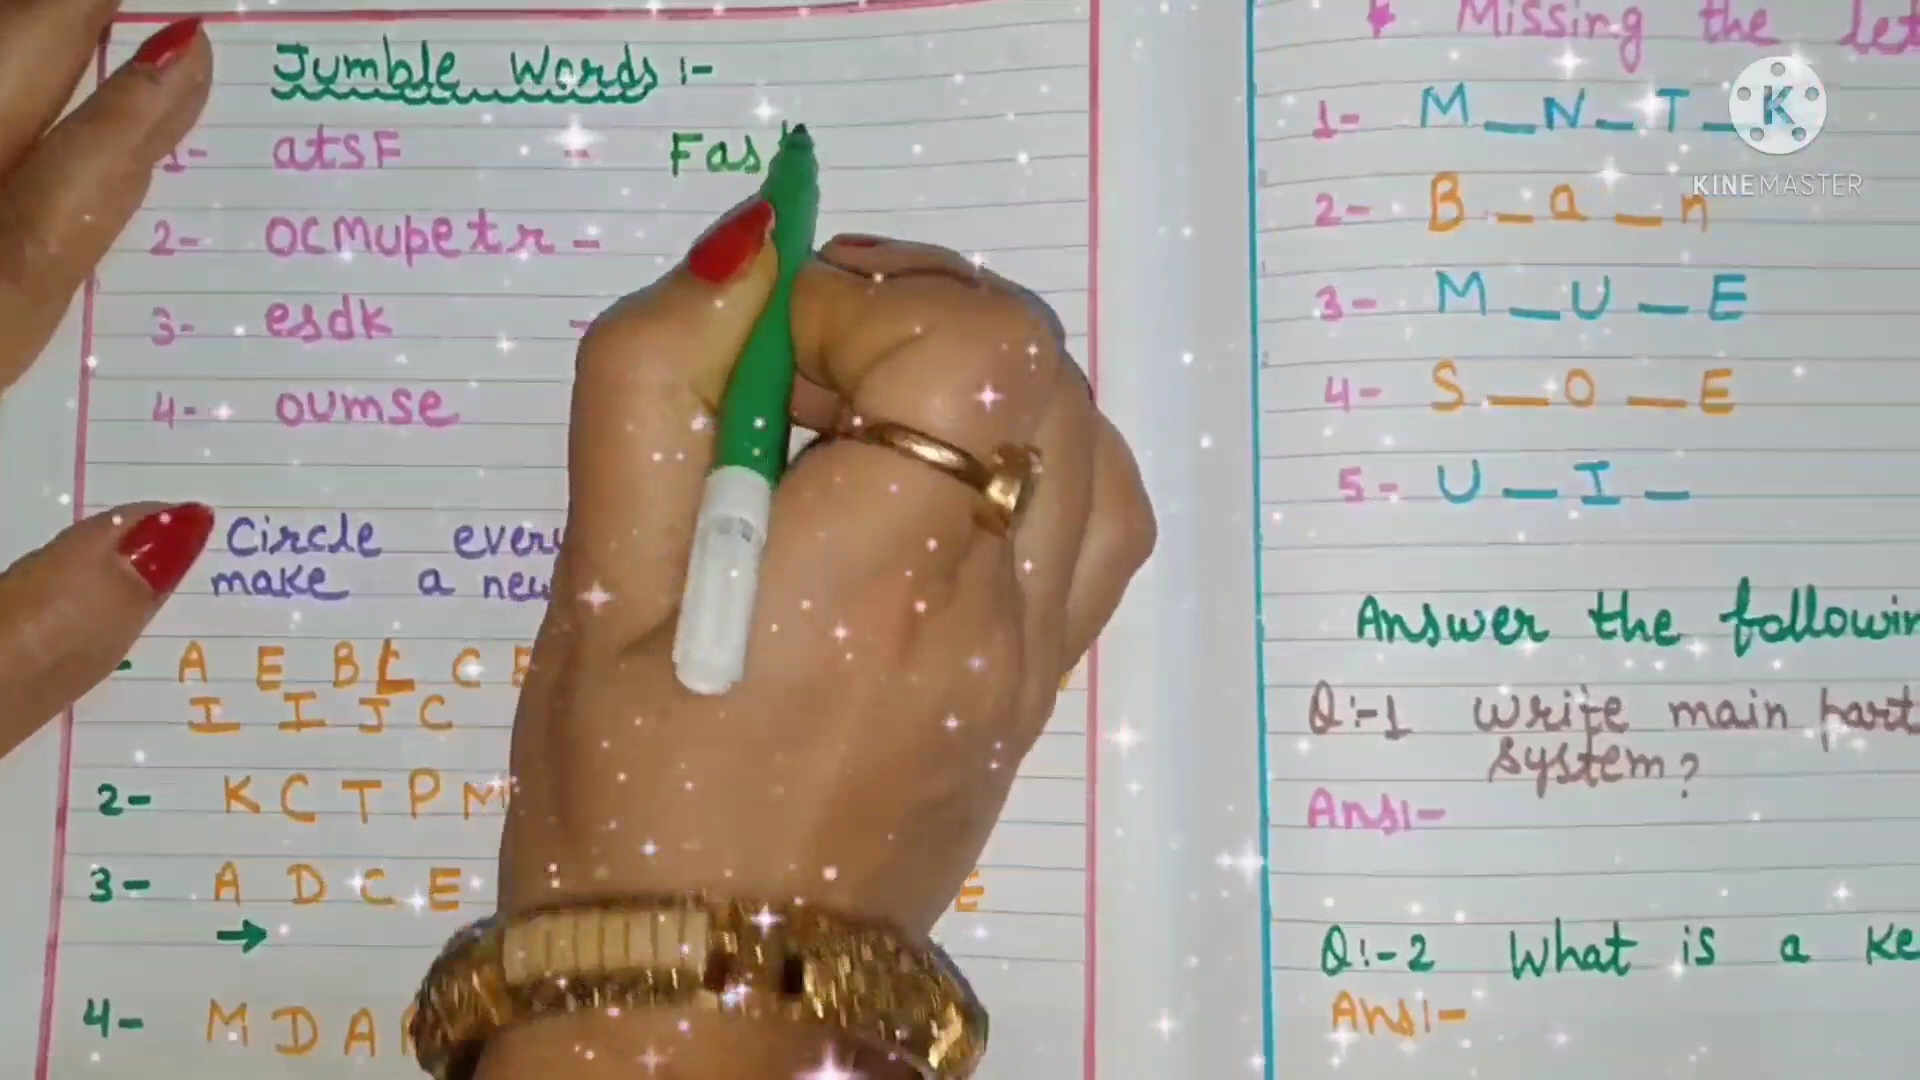 Jumble Words :-
1- atsF - Fast
2- ocmupetr -
3- esdk -
4- oumse
Circle every
make a new
A E B L C E
I I J C
2- K C T P M
3- A D C E E
→
4- M D A
* Missing the let
1- M _ N _ T _
2- B _ a _ n
3- M _ U _ E
4- S _ O _ E
5- U _ I _
Answer the followin
Q:-1 Write main part
system?
Ans:-
Q:-2 What is a Ke
Ans:-
K
KINEMASTER